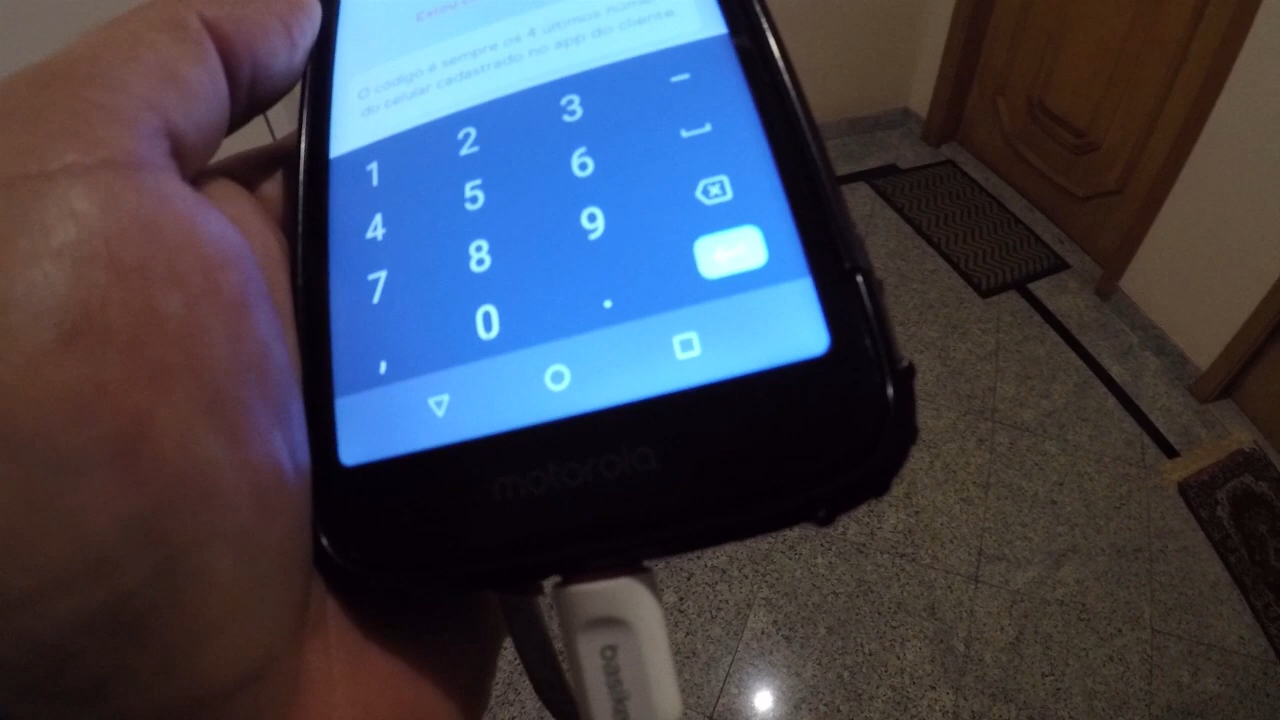 O código é sempre os 4 últimos
do celular cadastrado no app do cliente.
1 2 3 -
4 5 6
7 8 9
, 0 .
motorola